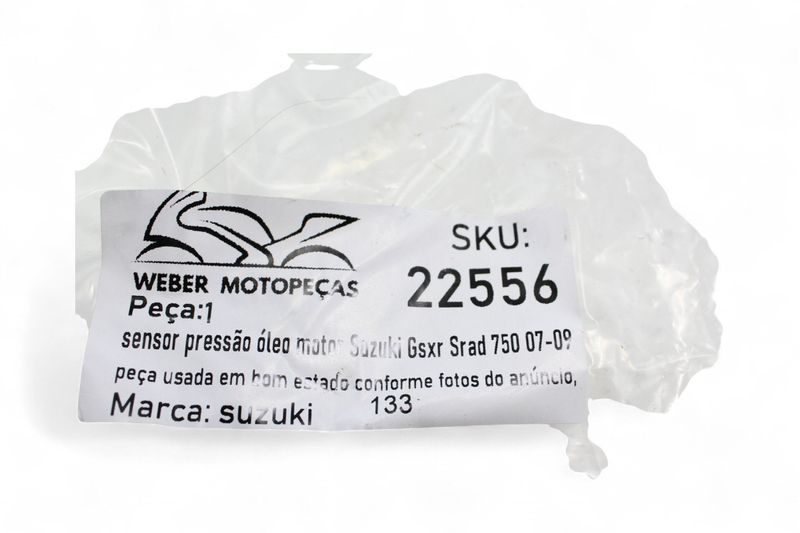 WEBER MOTOPEÇAS
SKU:
22556
Peça:1
sensor pressão óleo motor Suzuki Gsxr Srad 750 07-09
peça usada em bom estado conforme fotos do anúncio,
Marca: suzuki 133